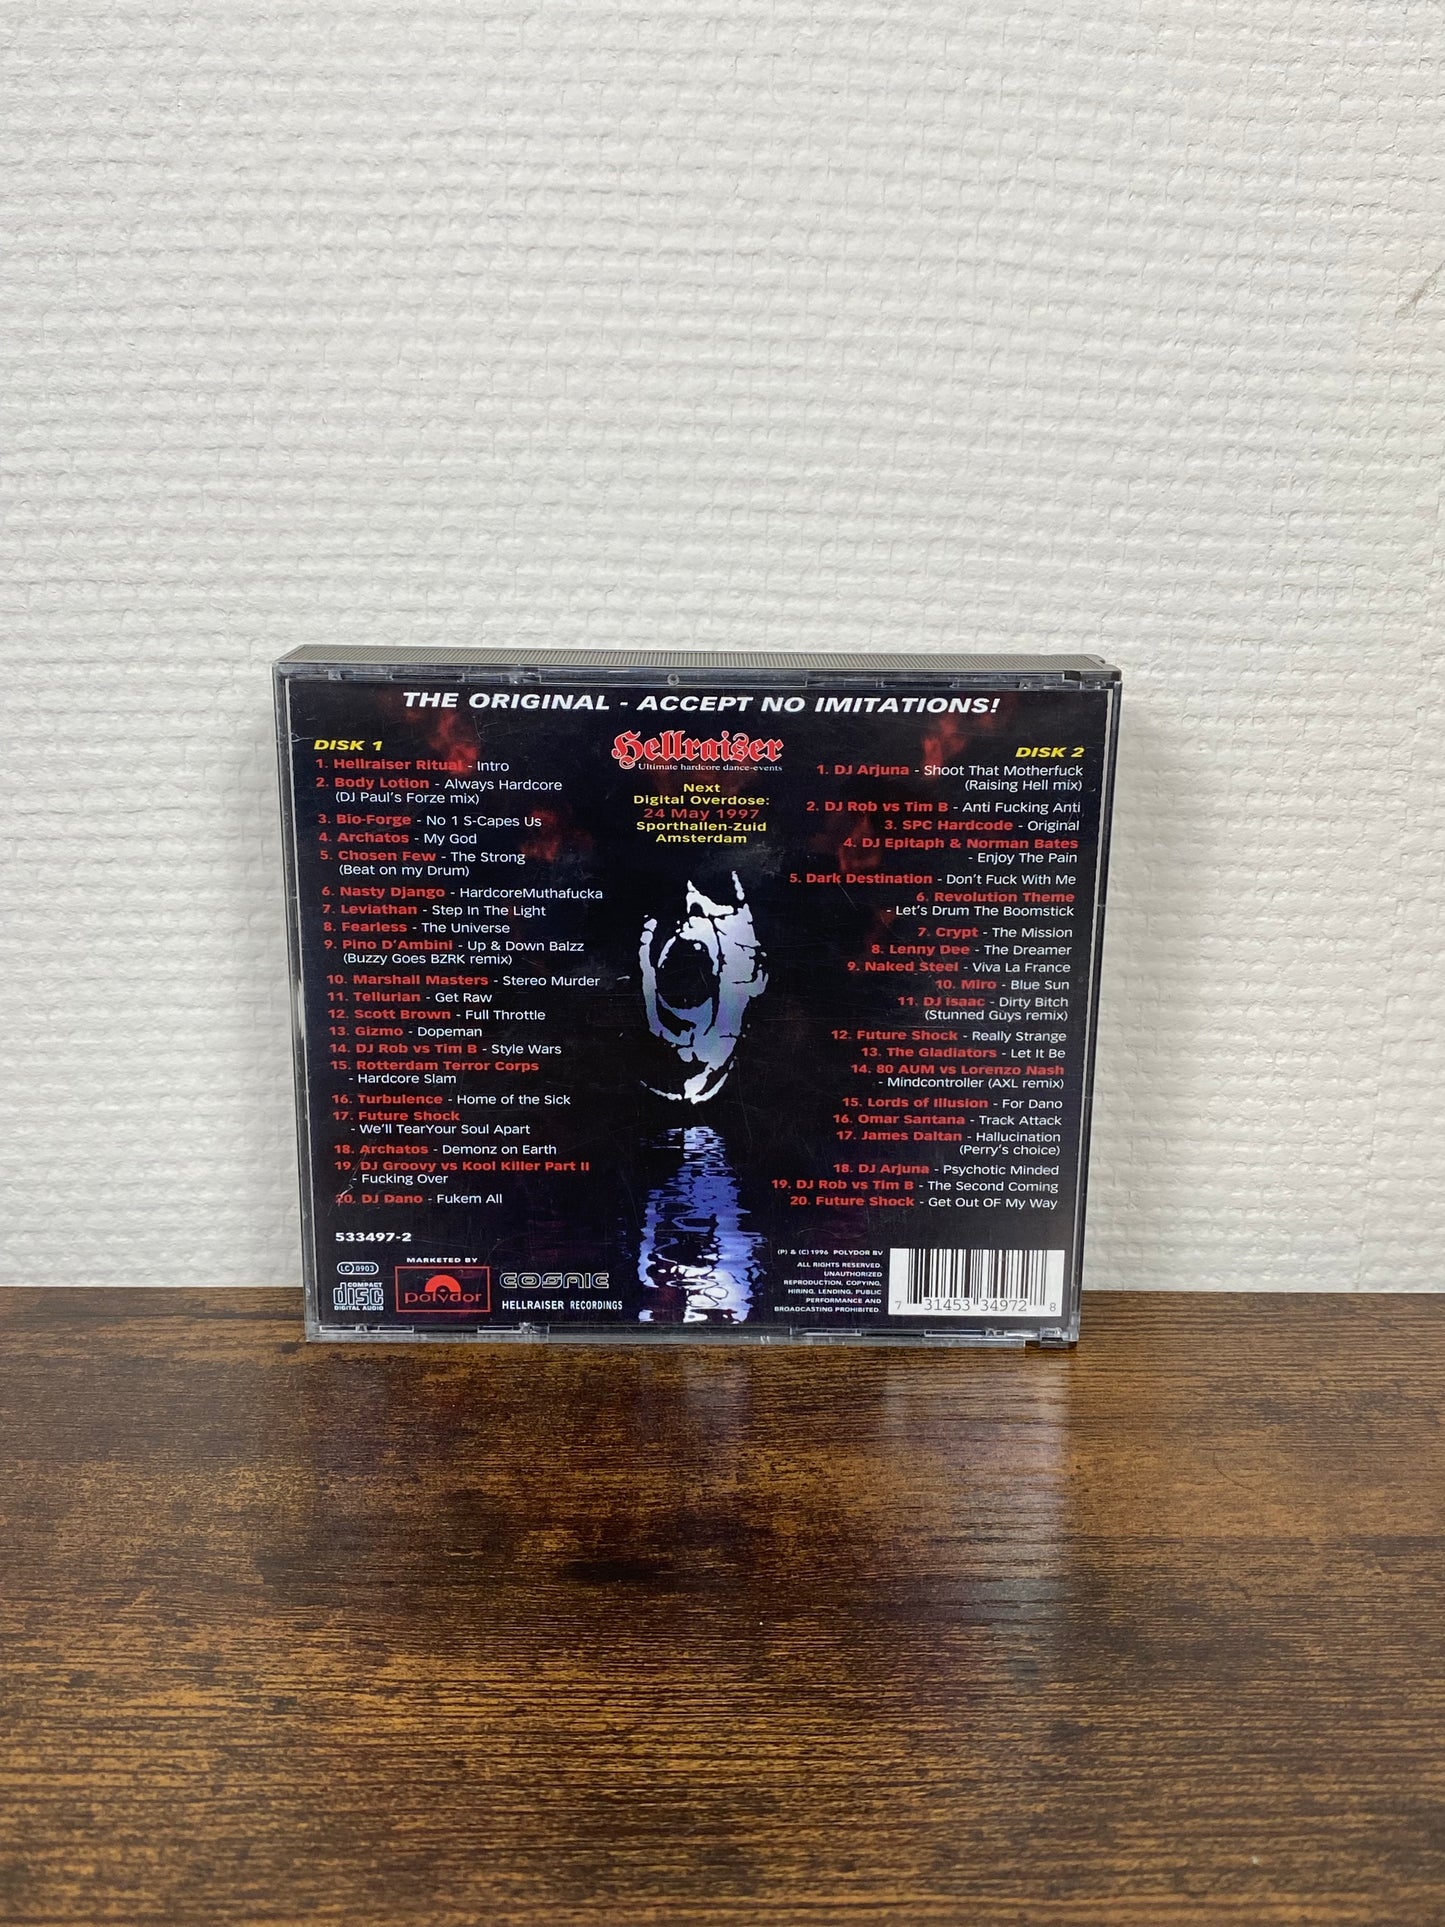 THE ORIGINAL - ACCEPT NO IMITATIONS!
DISK 1
1. Hellraiser Ritual - Intro
2. Body Lotion - Always Hardcore
(DJ Paul's Forze mix)
3. Bio-Forge - No 1 S-Capes Us
4. Archatos - My God
5. Chosen Few - The Strong
(Beat on my Drum)
6. Nasty Django - HardcoreMuthafucka
7. Leviathan - Step In The Light
8. Fearless - The Universe
9. Pino D'Ambini - Up & Down Balzz
(Buzzy Goes BZRK remix)
10. Marshall Masters - Stereo Murder
11. Tellurian - Get Raw
12. Scott Brown - Full Throttle
13. Gizmo - Dopeman
14. DJ Rob vs Tim B - Style Wars
15. Rotterdam Terror Corps
- Hardcore Slam
16. Turbulence - Home of the Sick
17. Future Shock
- We'll TearYour Soul Apart
18. Archatos - Demonz on Earth
19. DJ Groovy vs Kool Killer Part II
- Fucking Over
20. DJ Dano - Fukem All
Hellraiser
Ultimate hardcore dance-events
Next
Digital Overdose:
24 May 1997
Sporthallen-Zuid
Amsterdam
DISK 2
1. DJ Arjuna - Shoot That Motherfuck
(Raising Hell mix)
2. DJ Rob vs Tim B - Anti Fucking Anti
3. SPC Hardcode - Original
4. DJ Epitaph & Norman Bates
- Enjoy The Pain
5. Dark Destination - Don't Fuck With Me
6. Revolution Theme
- Let's Drum The Boomstick
7. Crypt - The Mission
8. Lenny Dee - The Dreamer
9. Naked Steel - Viva La France
10. Miro - Blue Sun
11. DJ Isaac - Dirty Bitch
(Stunned Guys remix)
12. Future Shock - Really Strange
13. The Gladiators - Let It Be
14. 80 AUM vs Lorenzo Nash
- Mindcontroller (AXL remix)
15. Lords of Illusion - For Dano
16. Omar Santana - Track Attack
17. James Daltan - Hallucination
(Perry's choice)
18. DJ Arjuna - Psychotic Minded
19. DJ Rob vs Tim B - The Second Coming
20. Future Shock - Get Out OF My Way
533497-2
LC 0903
COMPACT
disc
DIGITAL AUDIO
MARKETED BY
polydor
COSMIC
HELLRAISER RECORDINGS
(P) & (C) 1996 POLYDOR BV
ALL RIGHTS RESERVED.
UNAUTHORIZED
REPRODUCTION, COPYING,
HIRING, LENDING, PUBLIC
PERFORMANCE AND
BROADCASTING PROHIBITED.
7 31453 34972 8